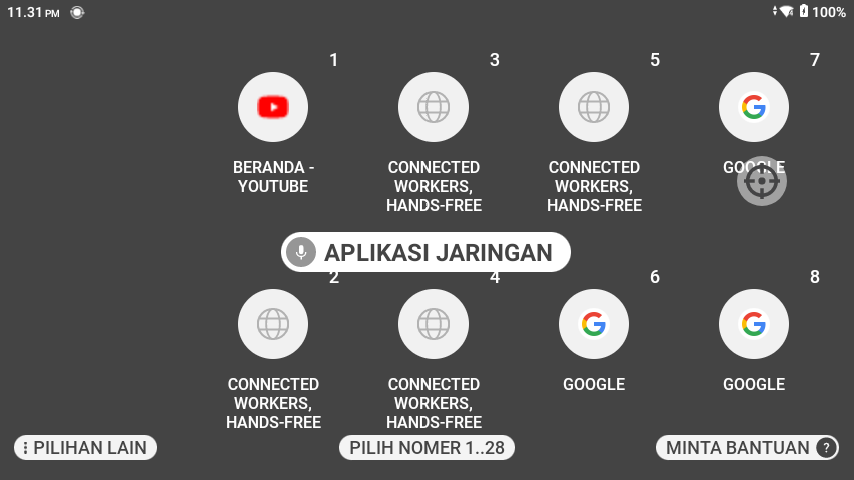 11.31 PM
100%
1
3
5
7
BERANDA -
YOUTUBE
CONNECTED
WORKERS,
HANDS-FREE
CONNECTED
WORKERS,
HANDS-FREE
GOOGLE
APLIKASI JARINGAN
2
4
6
8
CONNECTED
WORKERS,
HANDS-FREE
CONNECTED
WORKERS,
HANDS-FREE
GOOGLE
GOOGLE
PILIHAN LAIN
PILIH NOMER 1..28
MINTA BANTUAN ?